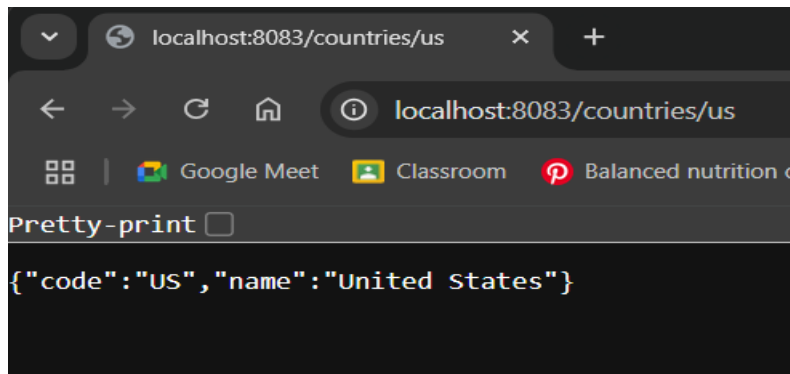 localhost:8083/countries/us
localhost:8083/countries/us
Google Meet Classroom Balanced nutrition
Pretty-print
{"code":"US","name":"United States"}